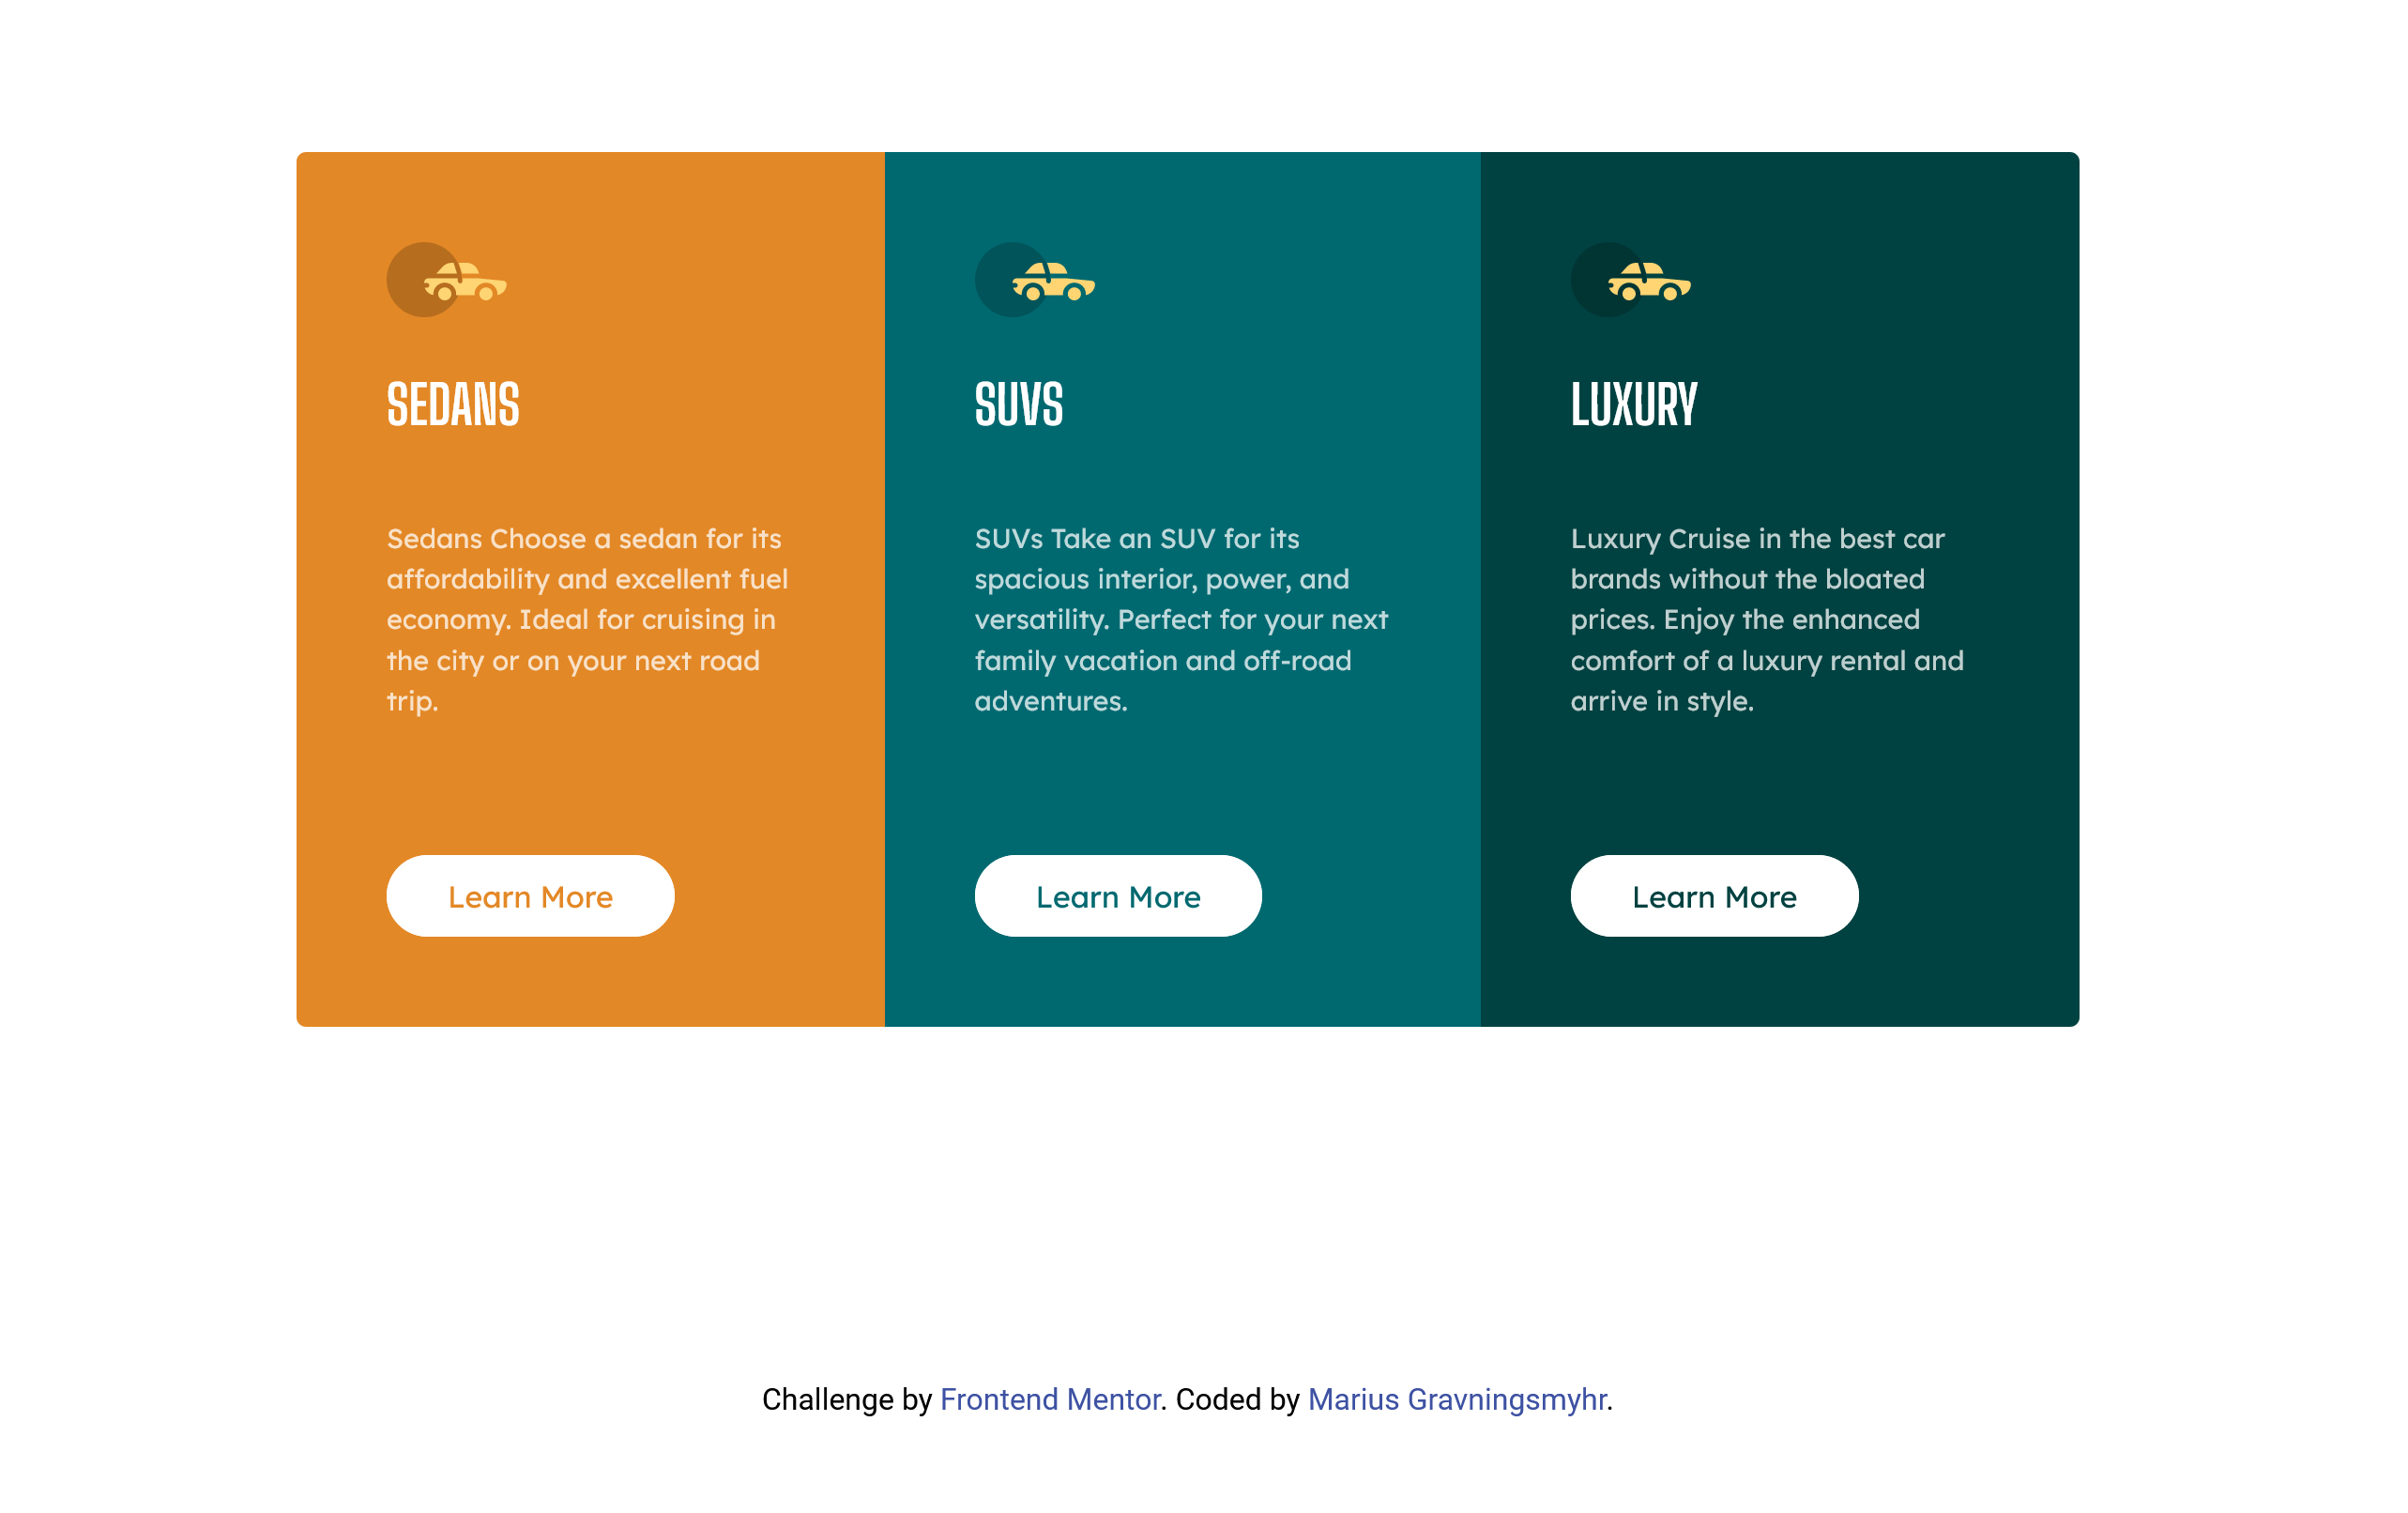 SEDANS
Sedans Choose a sedan for its
affordability and excellent fuel
economy. Ideal for cruising in
the city or on your next road
trip.
Learn More
SUVS
SUVs Take an SUV for its
spacious interior, power, and
versatility. Perfect for your next
family vacation and off-road
adventures.
Learn More
LUXURY
Luxury Cruise in the best car
brands without the bloated
prices. Enjoy the enhanced
comfort of a luxury rental and
arrive in style.
Learn More
Challenge by Frontend Mentor. Coded by Marius Gravningsmyhr.